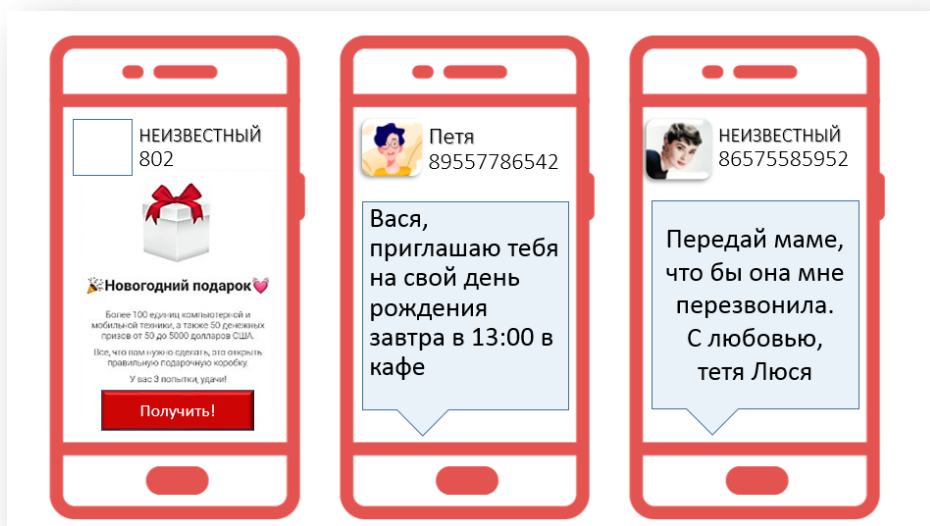 НЕИЗВЕСТНЫЙ
802
🎉Новогодний подарок💓
Более 100 единиц компьютерной и
мобильной техники, а также 50 денежных
призов от 50 до 5000 долларов США.
Все, что вам нужно сделать, это открыть
правильную подарочную коробку.
У вас 3 попытки, удачи!
Получить!
Петя
89557786542
Вася,
приглашаю тебя
на свой день
рождения
завтра в 13:00 в
кафе
НЕИЗВЕСТНЫЙ
86575585952
Передай маме,
что бы она мне
перезвонила.
С любовью,
тетя Люся